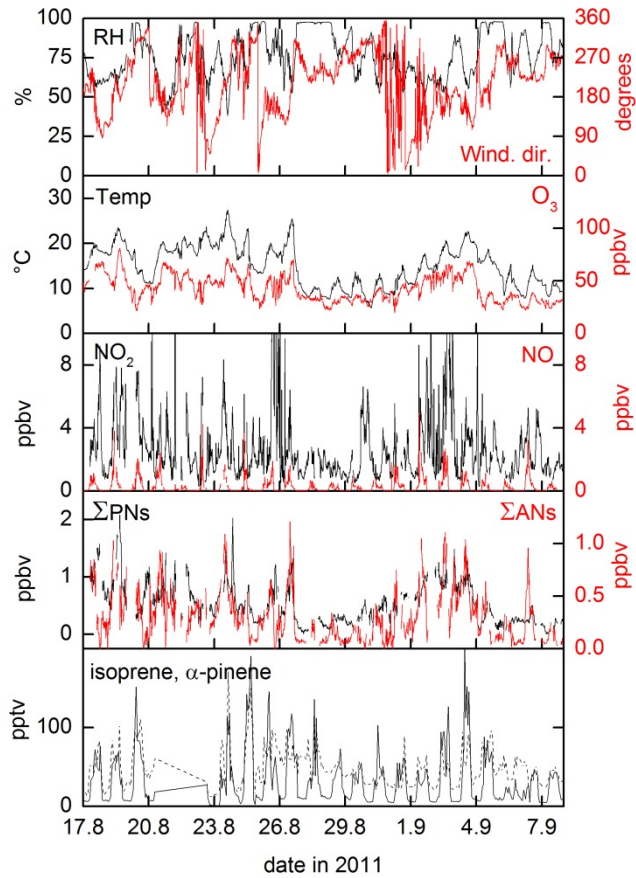 100 RH 360
75 270
% 50 180 degrees
25 90
0 Wind. dir. 0
30 Temp O₃
°C 20 100 ppbv
10 50
0 0
8 NO₂ NO 8
ppbv 4 4 ppbv
0 0
2 ΣPNs ΣANs
ppbv 1 1.0 ppbv
0.5
0 0.0
isoprene, α-pinene
pptv 100
0
17.8 20.8 23.8 26.8 29.8 1.9 4.9 7.9
date in 2011